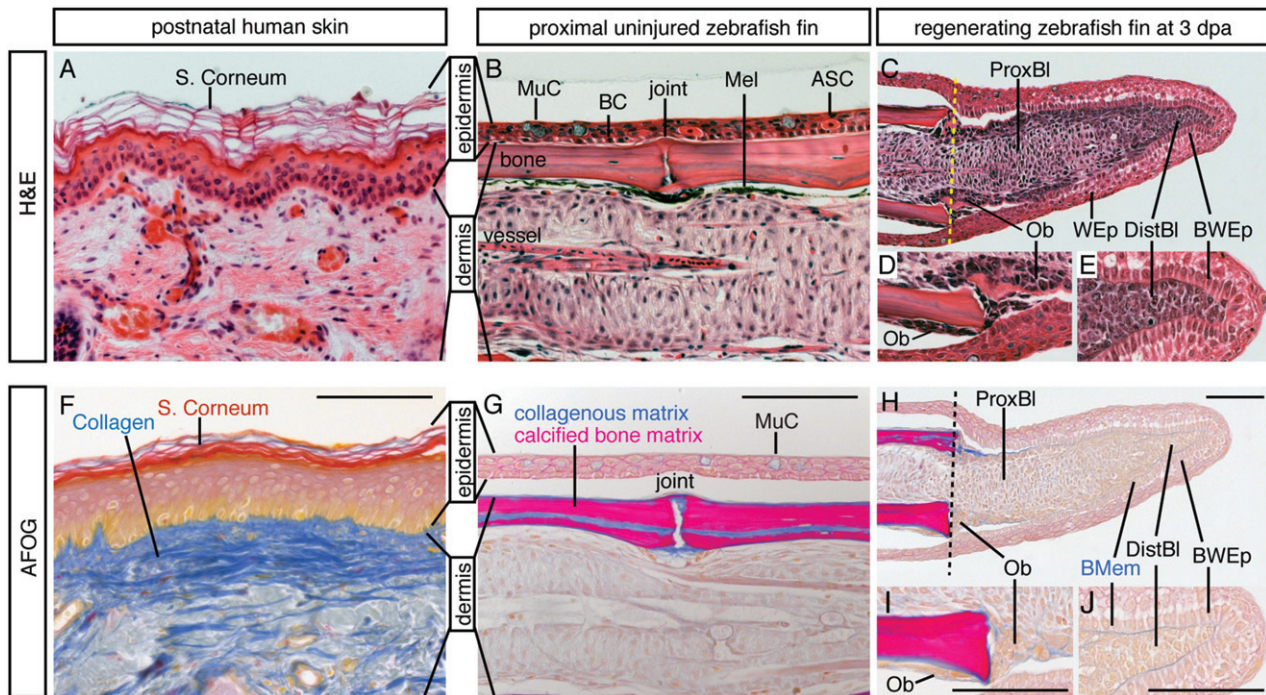 postnatal human skin
proximal uninjured zebrafish fin
regenerating zebrafish fin at 3 dpa
H&E
A
S. Corneum
epidermis
dermis
B
MuC
BC
joint
Mel
ASC
bone
vessel
C
ProxBl
Ob
WEp
DistBl
BWEp
D
Ob
E
AFOG
F
S. Corneum
Collagen
epidermis
dermis
G
collagenous matrix
calcified bone matrix
MuC
joint
H
ProxBl
Ob
BMem
DistBl
BWEp
I
Ob
J